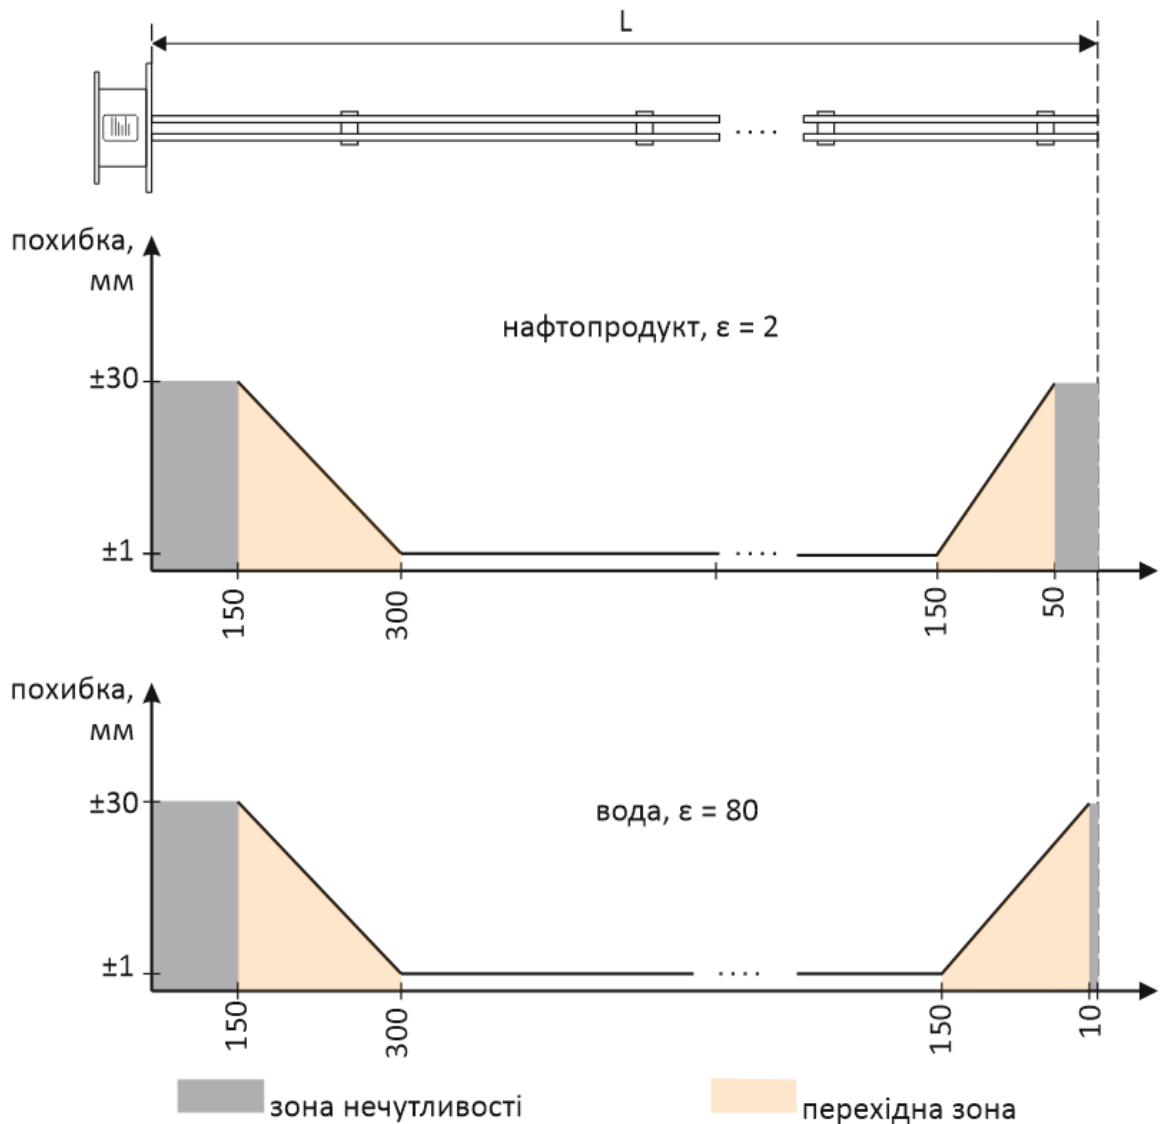 L
похибка,
мм
нафтопродукт, ε = 2
±30
±1
....
150
300
150
50
похибка,
мм
вода, ε = 80
±30
±1
....
150
300
150
10
зона нечутливості
перехідна зона